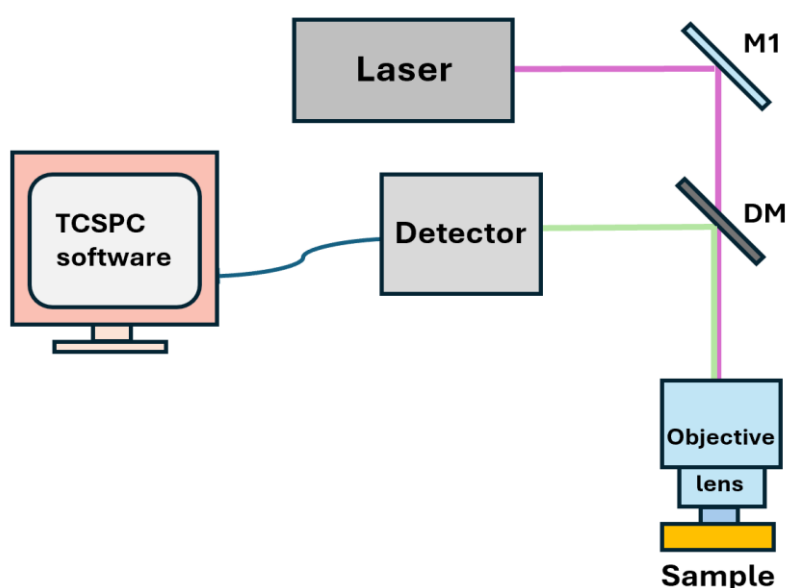 Laser
M1
TCSPC
software
Detector
DM
Objective
lens
Sample